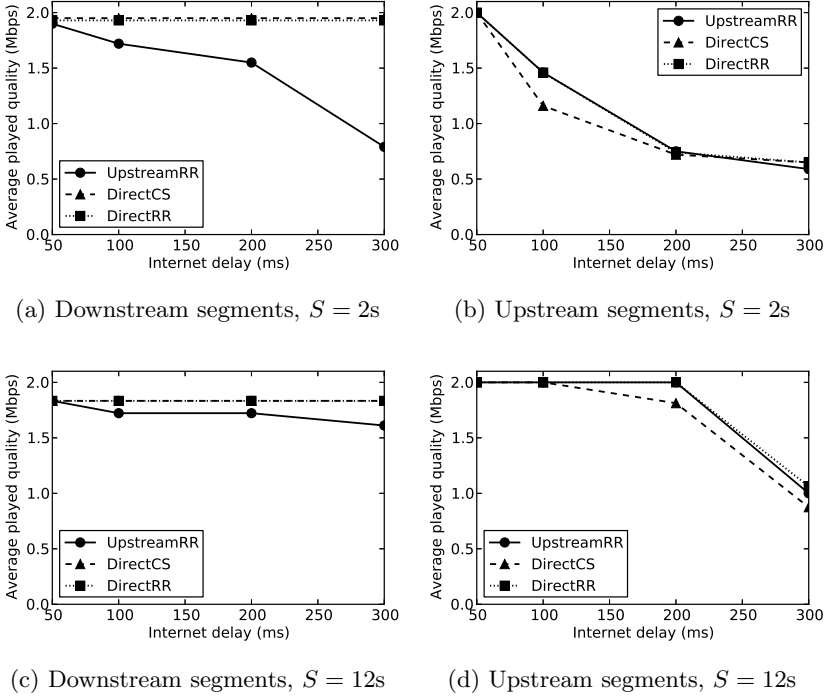 Average played quality (Mbps)
2.0
1.5
1.0
0.5
0.0
UpstreamRR
DirectCS
DirectRR
50 100 150 200 250 300
Internet delay (ms)
(a) Downstream segments, S = 2s
Average played quality (Mbps)
2.0
1.5
1.0
0.5
0.0
UpstreamRR
DirectCS
DirectRR
50 100 150 200 250 300
Internet delay (ms)
(b) Upstream segments, S = 2s
Average played quality (Mbps)
2.0
1.5
1.0
0.5
0.0
UpstreamRR
DirectCS
DirectRR
50 100 150 200 250 300
Internet delay (ms)
(c) Downstream segments, S = 12s
Average played quality (Mbps)
2.0
1.5
1.0
0.5
0.0
UpstreamRR
DirectCS
DirectRR
50 100 150 200 250 300
Internet delay (ms)
(d) Upstream segments, S = 12s